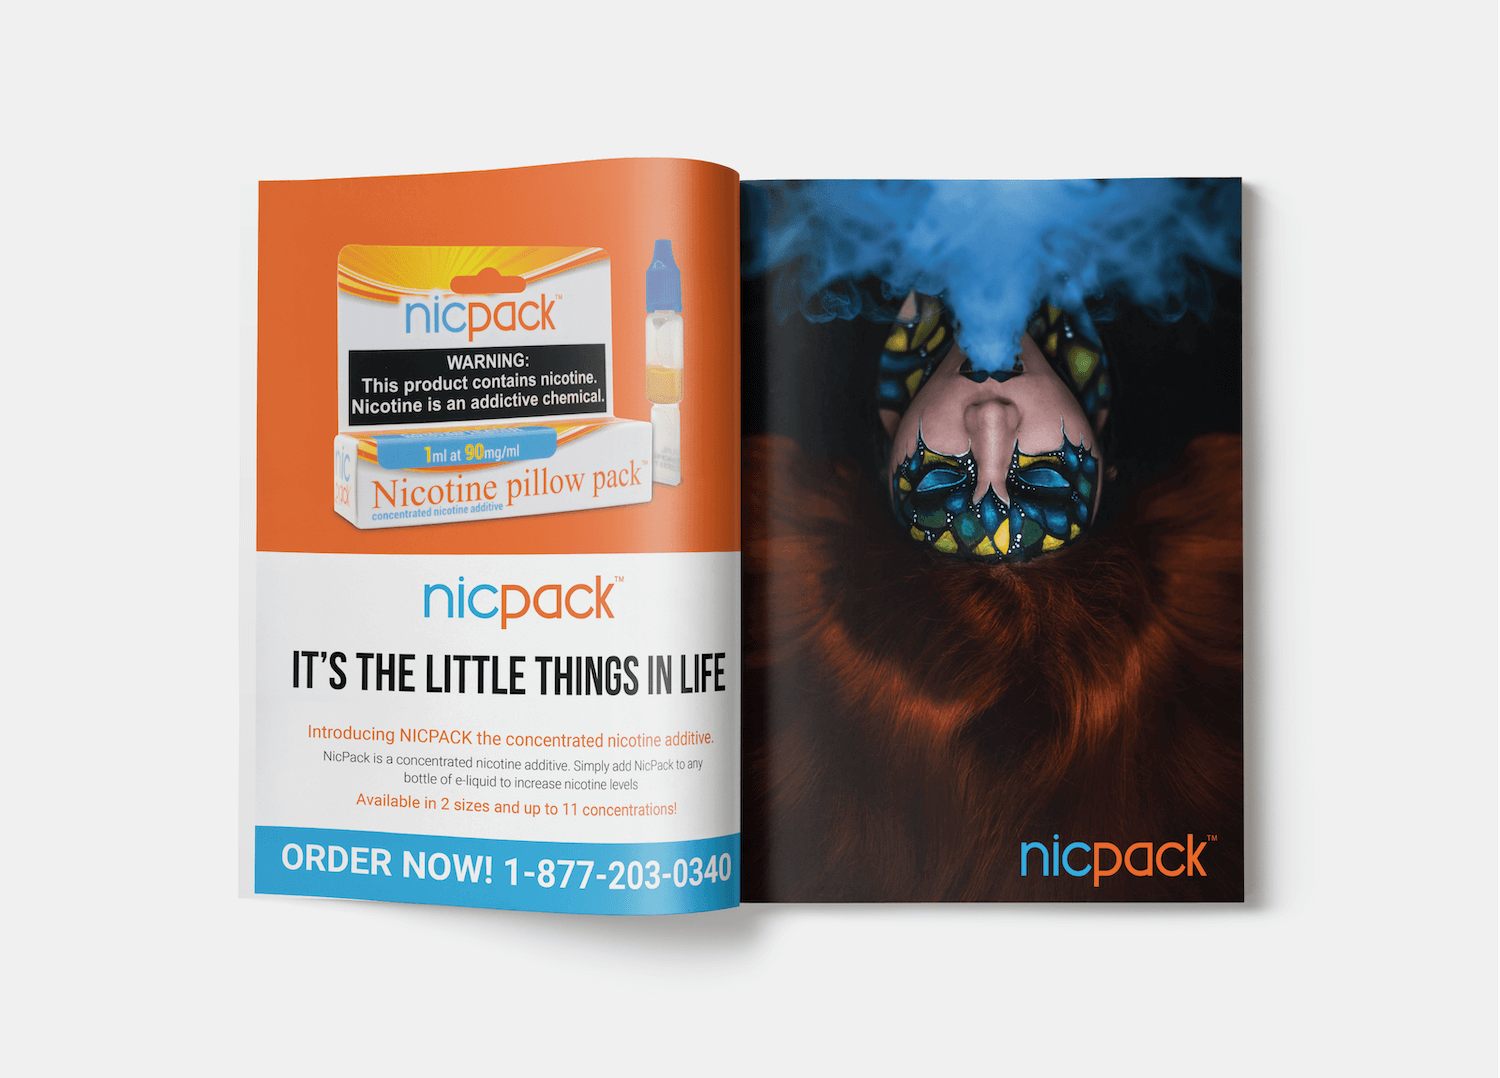 nicpack™
WARNING:
This product contains nicotine.
Nicotine is an addictive chemical.
1ml at 90mg/ml
Nicotine pillow pack™
concentrated nicotine additive
nic
pack
nicpack™
IT'S THE LITTLE THINGS IN LIFE
Introducing NICPACK the concentrated nicotine additive.
NicPack is a concentrated nicotine additive. Simply add NicPack to any
bottle of e-liquid to increase nicotine levels
Available in 2 sizes and up to 11 concentrations!
ORDER NOW! 1-877-203-0340
nicpack™